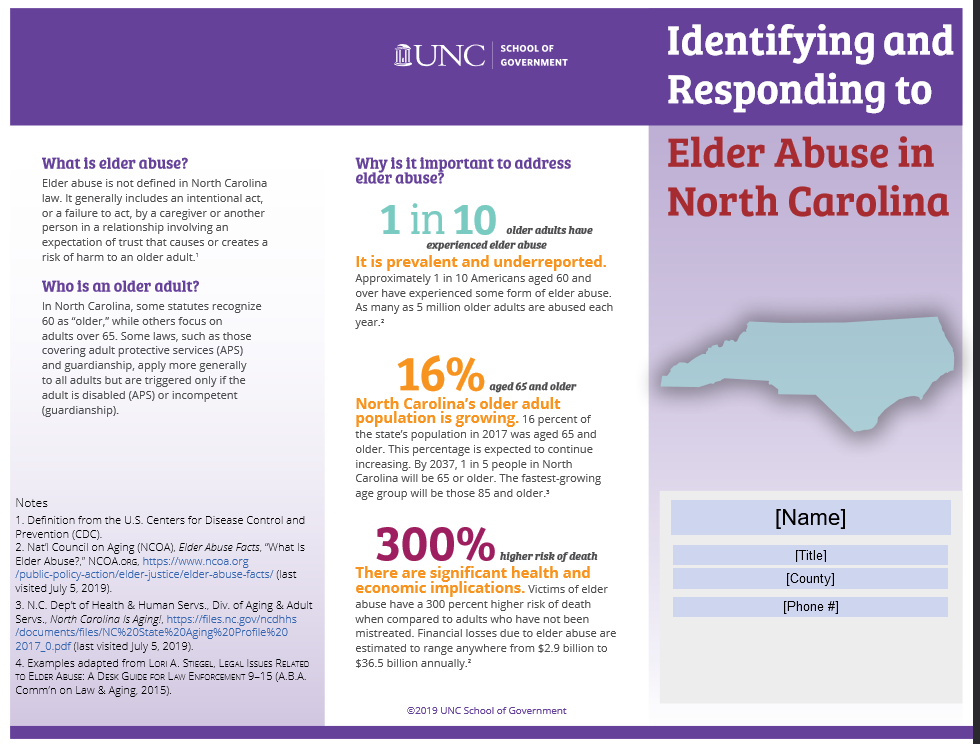 UNC | SCHOOL OF
GOVERNMENT
Identifying and
Responding to
Elder Abuse in
North Carolina
What is elder abuse?
Elder abuse is not defined in North Carolina
law. It generally includes an intentional act,
or a failure to act, by a caregiver or another
person in a relationship involving an
expectation of trust that causes or creates a
risk of harm to an older adult.¹
Who is an older adult?
In North Carolina, some statutes recognize
60 as “older,” while others focus on
adults over 65. Some laws, such as those
covering adult protective services (APS)
and guardianship, apply more generally
to all adults but are triggered only if the
adult is disabled (APS) or incompetent
(guardianship).
Notes
1. Definition from the U.S. Centers for Disease Control and
Prevention (CDC).
2. Nat’l Council on Aging (NCOA), Elder Abuse Facts, “What Is
Elder Abuse?,” NCOA.ORG, https://www.ncoa.org
/public-policy-action/elder-justice/elder-abuse-facts/ (last
visited July 5, 2019).
3. N.C. Dep’t of Health & Human Servs., Div. of Aging & Adult
Servs., North Carolina Is Aging!, https://files.nc.gov/ncdhhs
/documents/files/NC%20State%20Aging%20Profile%20
2017_0.pdf (last visited July 5, 2019).
4. Examples adapted from LORI A. STIEGEL, LEGAL ISSUES RELATED
TO ELDER ABUSE: A DESK GUIDE FOR LAW ENFORCEMENT 9–15 (A.B.A.
Comm’n on Law & Aging, 2015).
Why is it important to address
elder abuse?
1 in 10 older adults have
experienced elder abuse
It is prevalent and underreported.
Approximately 1 in 10 Americans aged 60 and
over have experienced some form of elder abuse.
As many as 5 million older adults are abused each
year.²
16% aged 65 and older
North Carolina’s older adult
population is growing. 16 percent of
the state’s population in 2017 was aged 65 and
older. This percentage is expected to continue
increasing. By 2037, 1 in 5 people in North
Carolina will be 65 or older. The fastest-growing
age group will be those 85 and older.³
300% higher risk of death
There are significant health and
economic implications. Victims of elder
abuse have a 300 percent higher risk of death
when compared to adults who have not been
mistreated. Financial losses due to elder abuse are
estimated to range anywhere from $2.9 billion to
$36.5 billion annually.²
©2019 UNC School of Government
[Name]
[Title]
[County]
[Phone #]